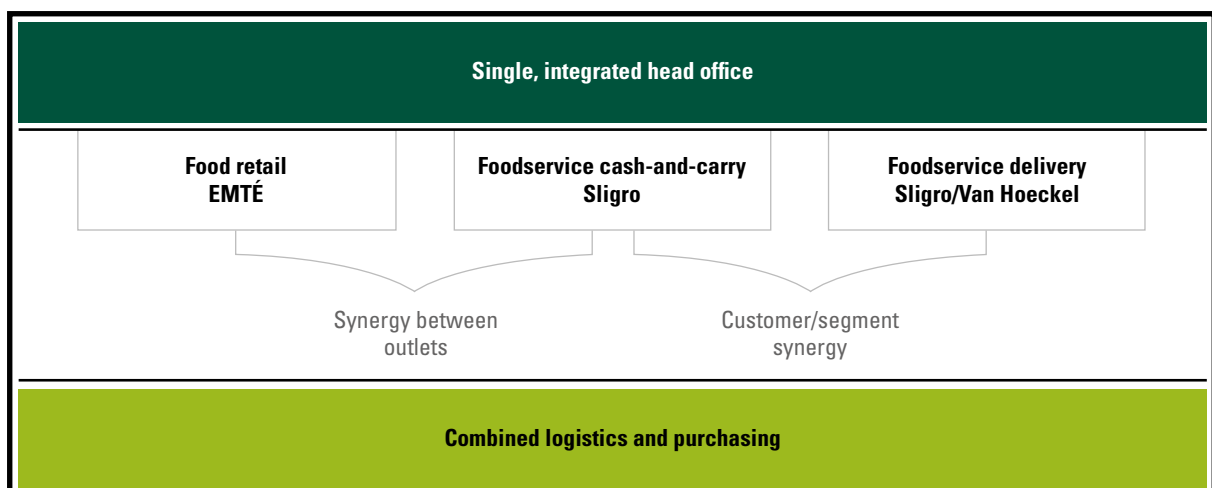 Single, integrated head office
Food retail
EMTÉ
Foodservice cash-and-carry
Sligro
Foodservice delivery
Sligro/Van Hoeckel
Synergy between
outlets
Customer/segment
synergy
Combined logistics and purchasing